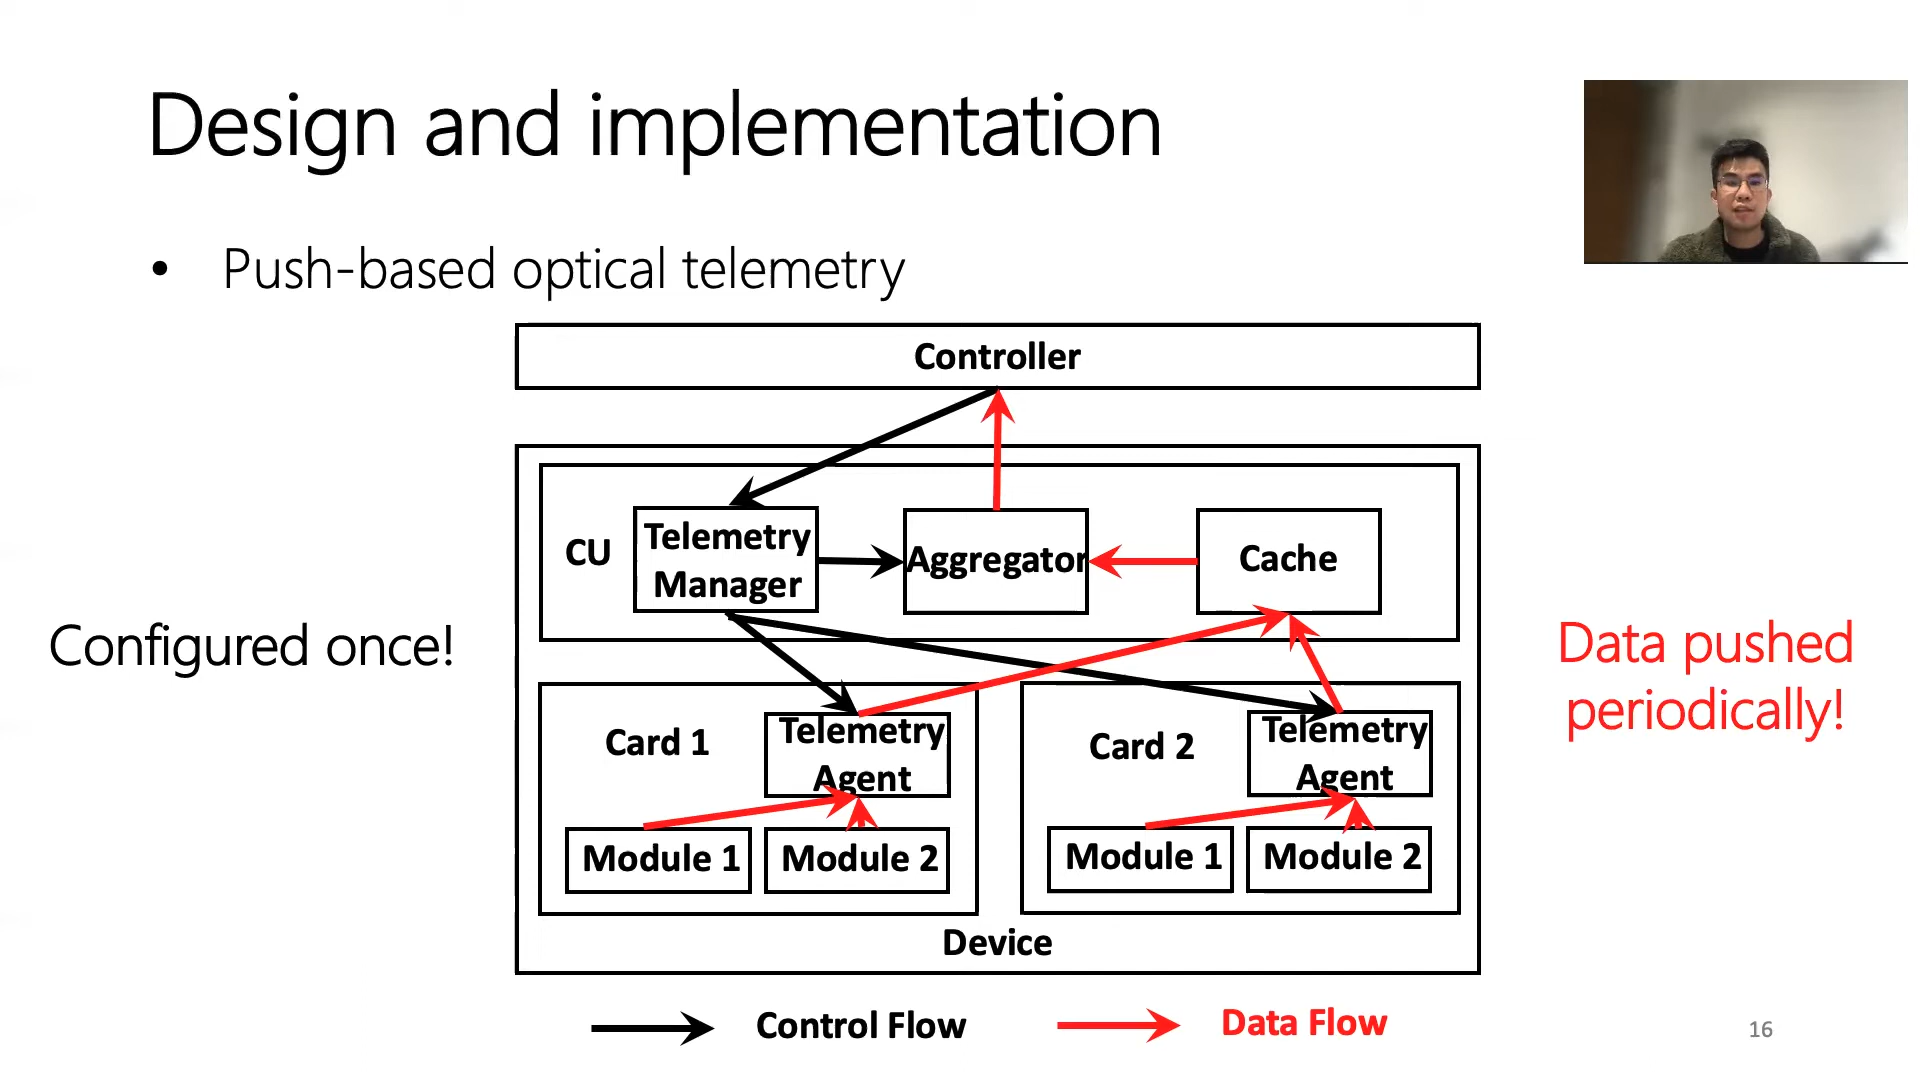 Design and implementation
• Push-based optical telemetry
Controller
CU
Telemetry
Manager
Aggregator
Cache
Configured once!
Data pushed
periodically!
Card 1
Telemetry
Agent
Module 1
Module 2
Card 2
Telemetry
Agent
Module 1
Module 2
Device
Control Flow
Data Flow
16